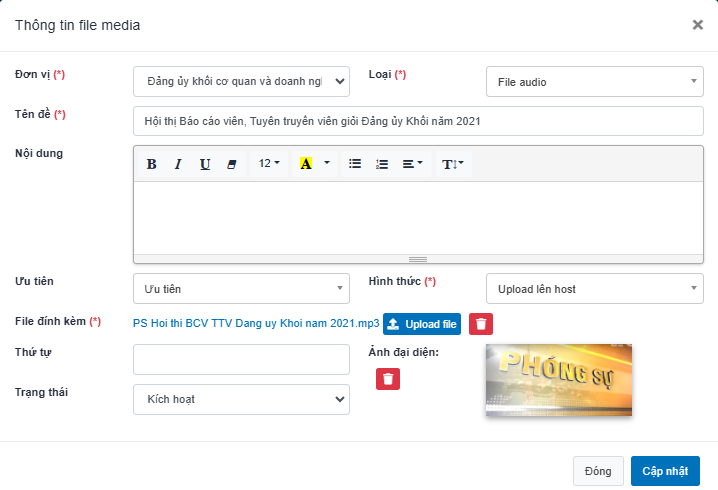 Thông tin file media
×
Đơn vị (*)
Đảng ủy khối cơ quan và doanh ngh
Loại (*)
File audio
Tên đề (*)
Hội thị Báo cáo viên, Tuyên truyền viên giỏi Đảng ủy Khối năm 2021
Nội dung
B I U 12 A T
Ưu tiên
Ưu tiên
Hình thức (*)
Upload lên host
File đính kèm (*)
PS Hoi thi BCV TTV Dang uy Khoi nam 2021.mp3
Upload file
Thứ tự
Ảnh đại diện:
PHÓNG SỰ
Trạng thái
Kích hoạt
Đóng
Cập nhật